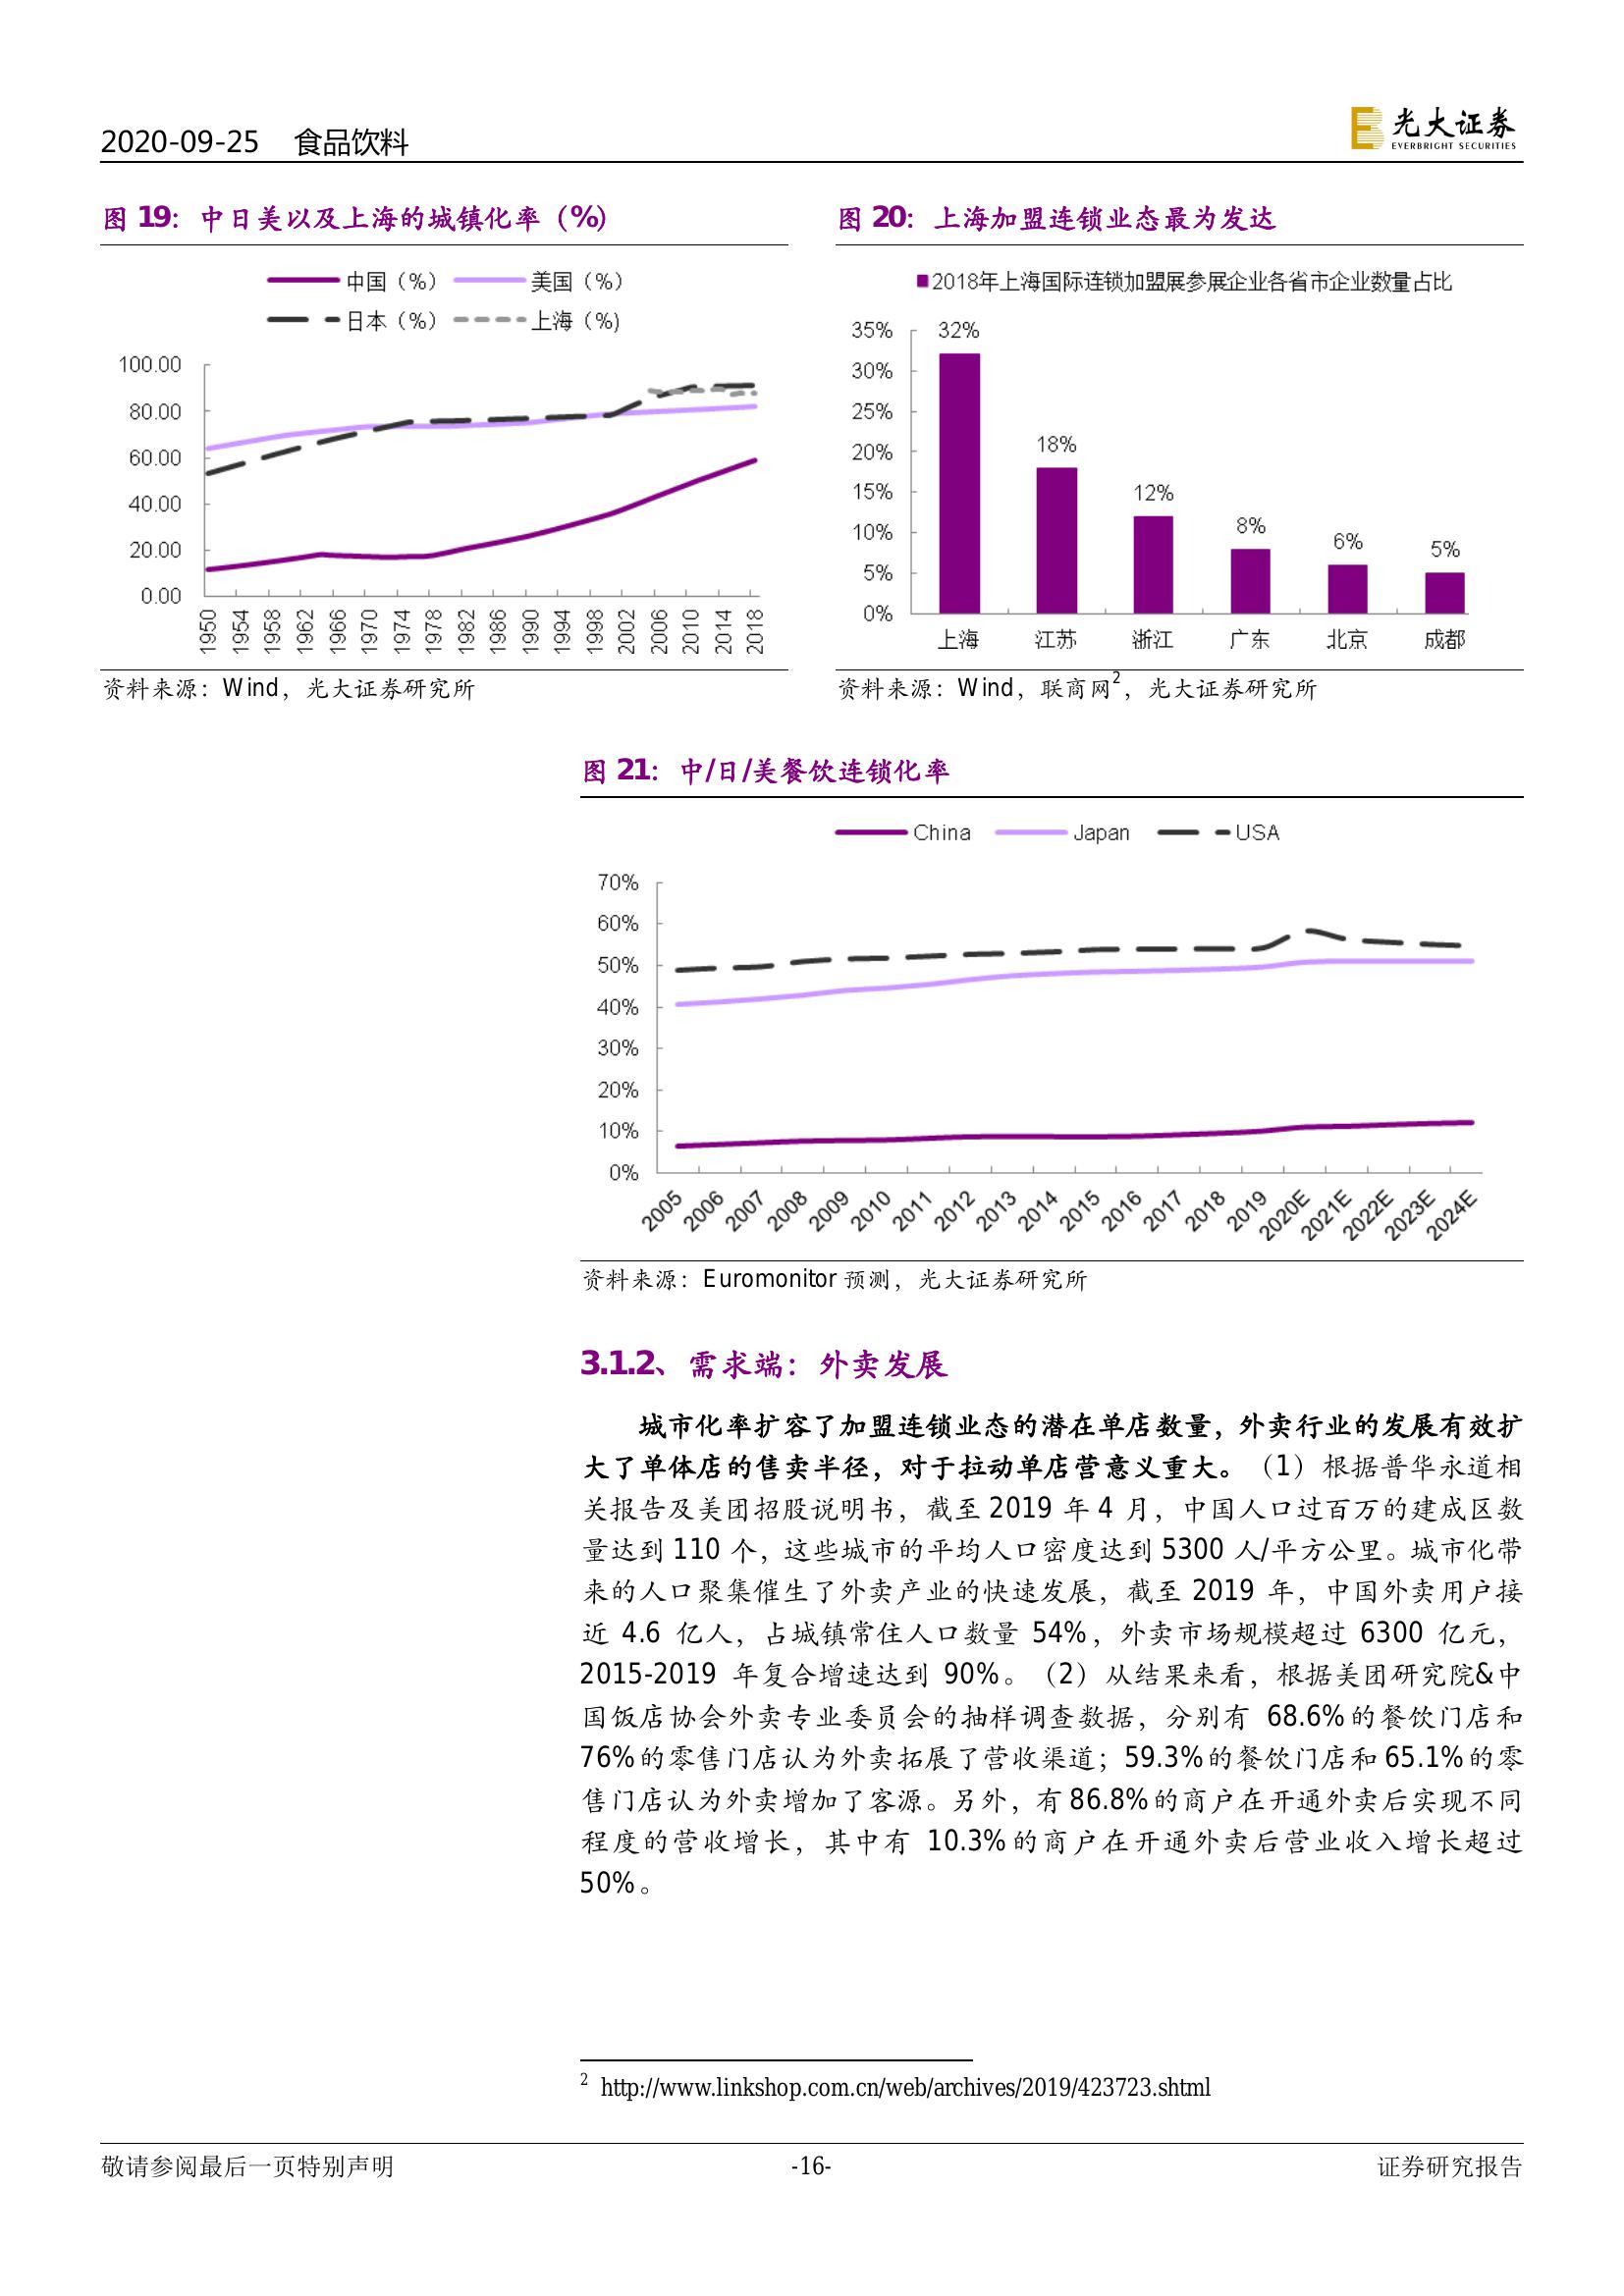 2020-09-25 食品饮料
光大证券
EVERBRIGHT SECURITIES
图 19：中日美以及上海的城镇化率（%）
中国（%） 美国（%）
日本（%） 上海（%)
100.00
80.00
60.00
40.00
20.00
0.00
1950 1954 1958 1962 1966 1970 1974 1978 1982 1986 1990 1994 1998 2002 2006 2010 2014 2018
资料来源：Wind，光大证券研究所
图 20：上海加盟连锁业态最为发达
2018年上海国际连锁加盟展参展企业各省市企业数量占比
35%
30%
25%
20%
15%
10%
5%
0%
32% 18% 12% 8% 6% 5%
上海 江苏 浙江 广东 北京 成都
资料来源：Wind，联商网2，光大证券研究所
图 21：中/日/美餐饮连锁化率
China Japan USA
70%
60%
50%
40%
30%
20%
10%
0%
2005 2006 2007 2008 2009 2010 2011 2012 2013 2014 2015 2016 2017 2018 2019 2020E 2021E 2022E 2023E 2024E
资料来源：Euromonitor 预测，光大证券研究所
3.1.2、需求端：外卖发展
城市化率扩容了加盟连锁业态的潜在单店数量，外卖行业的发展有效扩
大了单体店的售卖半径，对于拉动单店营意义重大。（1）根据普华永道相
关报告及美团招股说明书，截至 2019 年 4 月，中国人口过百万的建成区数
量达到 110 个，这些城市的平均人口密度达到 5300 人/平方公里。城市化带
来的人口聚集催生了外卖产业的快速发展，截至 2019 年，中国外卖用户接
近 4.6 亿人，占城镇常住人口数量 54%，外卖市场规模超过 6300 亿元，
2015-2019 年复合增速达到 90%。（2）从结果来看，根据美团研究院&中
国饭店协会外卖专业委员会的抽样调查数据，分别有 68.6%的餐饮门店和
76%的零售门店认为外卖拓展了营收渠道；59.3%的餐饮门店和 65.1%的零
售门店认为外卖增加了客源。另外，有 86.8%的商户在开通外卖后实现不同
程度的营收增长，其中有 10.3%的商户在开通外卖后营业收入增长超过
50%。
2 http://www.linkshop.com.cn/web/archives/2019/423723.shtml
敬请参阅最后一页特别声明 -16- 证券研究报告